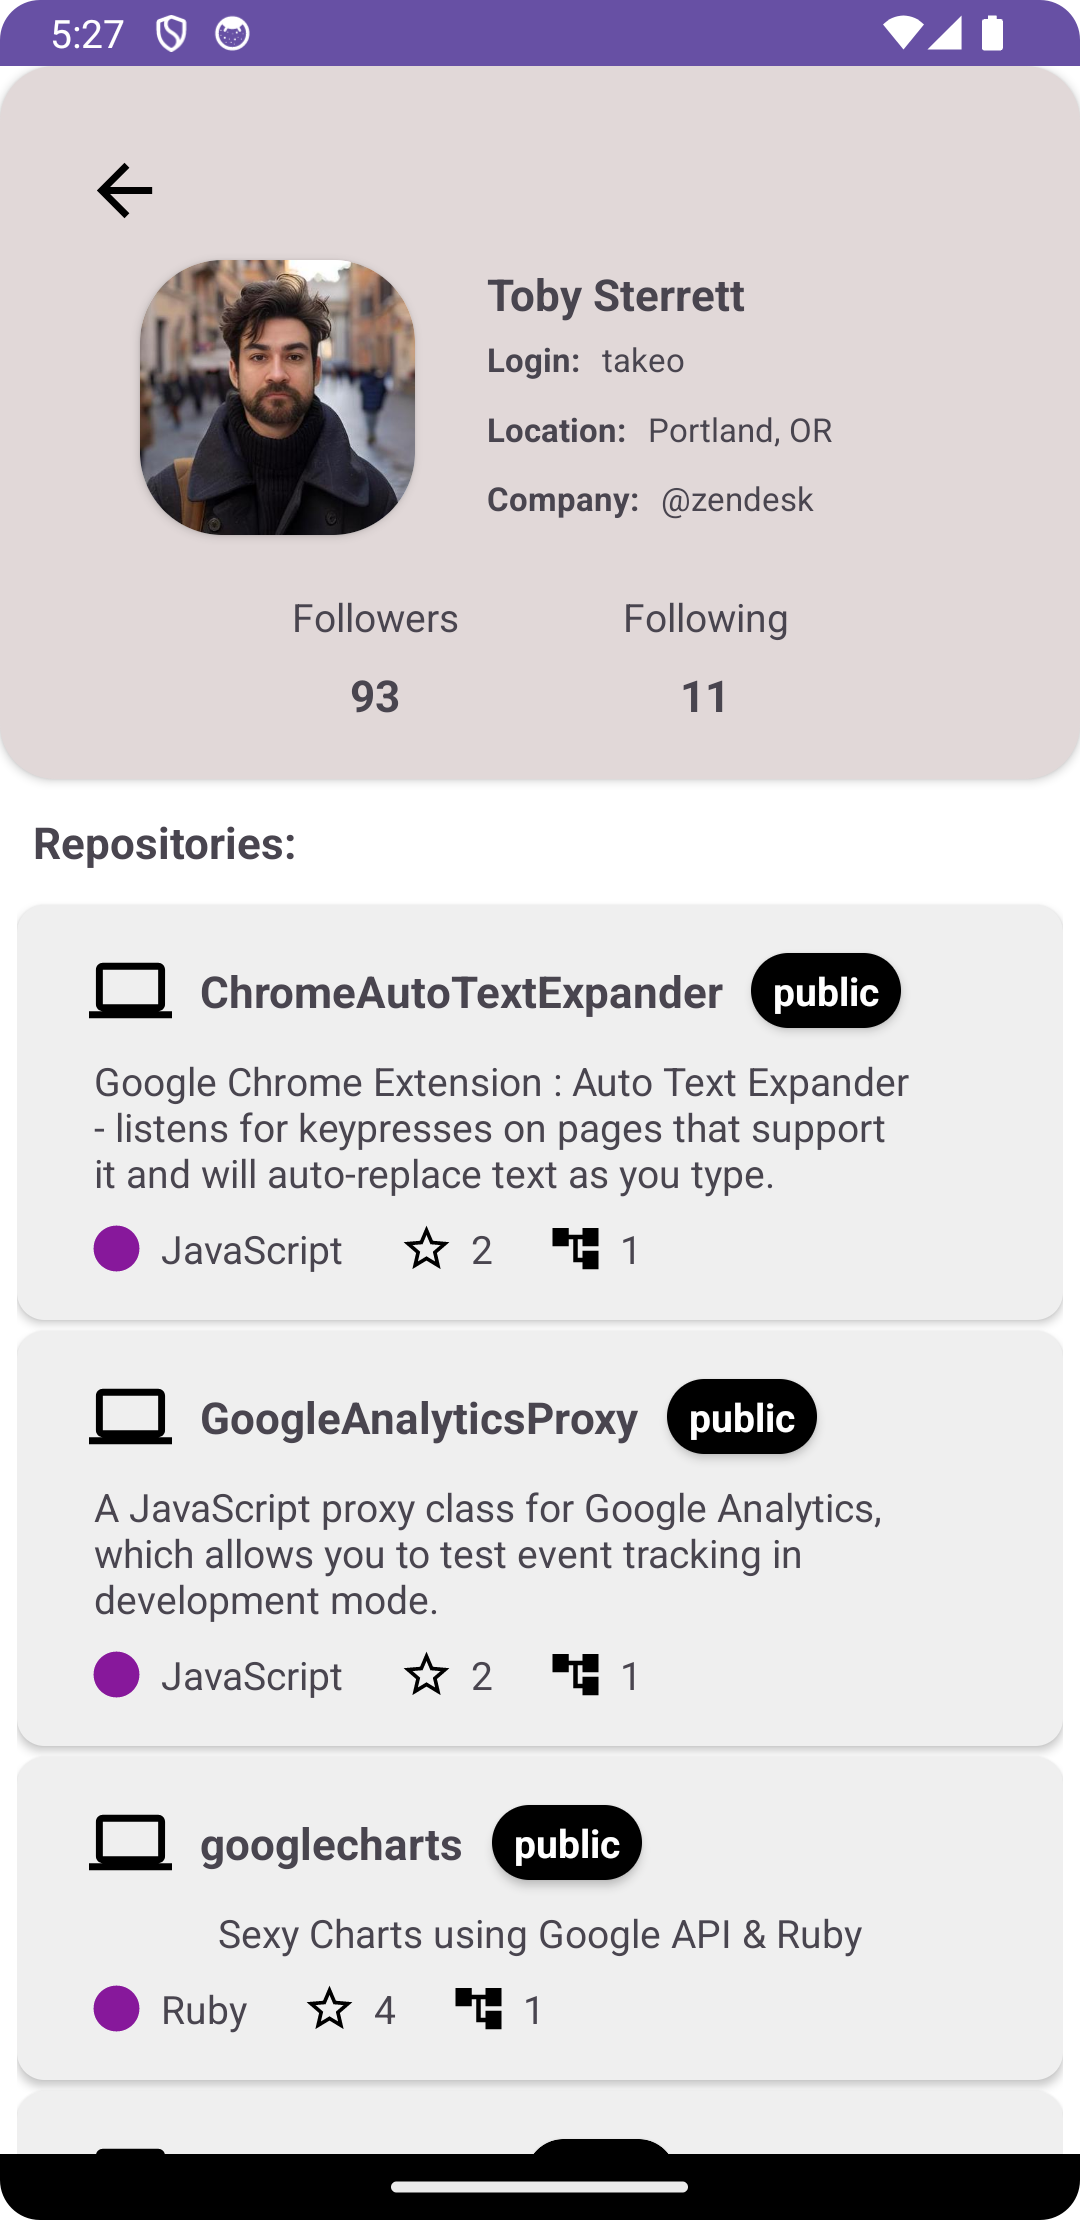 5:27
Toby Sterrett
Login: takeo
Location: Portland, OR
Company: @zendesk
Followers Following
93 11
Repositories:
ChromeAutoTextExpander public
Google Chrome Extension : Auto Text Expander
- listens for keypresses on pages that support
it and will auto-replace text as you type.
JavaScript 2 1
GoogleAnalyticsProxy public
A JavaScript proxy class for Google Analytics,
which allows you to test event tracking in
development mode.
JavaScript 2 1
googlecharts public
Sexy Charts using Google API & Ruby
Ruby 4 1